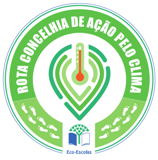 ROTA CONCELHIA DE AÇÃO PELO CLIMA
Eco-Escolas